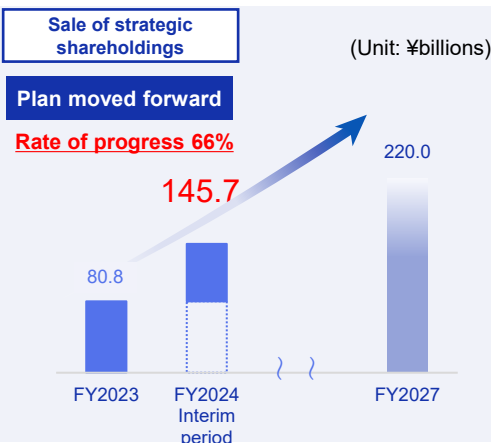 Sale of strategic
shareholdings
(Unit: ¥billions)
Plan moved forward
Rate of progress 66%
220.0
145.7
80.8
FY2023
FY2024
Interim
period
FY2027